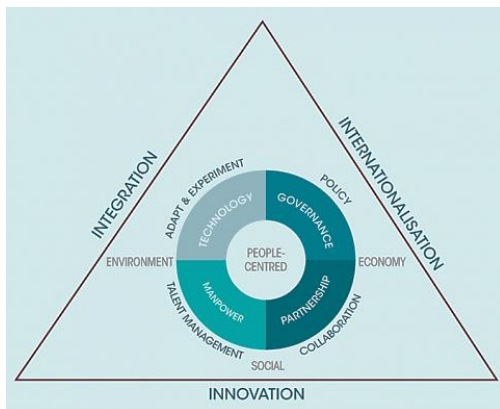 INTEGRATION
INTERNATIONALISATION
ADAPT & EXPERIMENT
POLICY
TECHNOLOGY
GOVERNANCE
ENVIRONMENT
PEOPLE-
CENTRED
ECONOMY
MANPOWER
PARTNERSHIP
TALENT MANAGEMENT
COLLABORATION
SOCIAL
INNOVATION